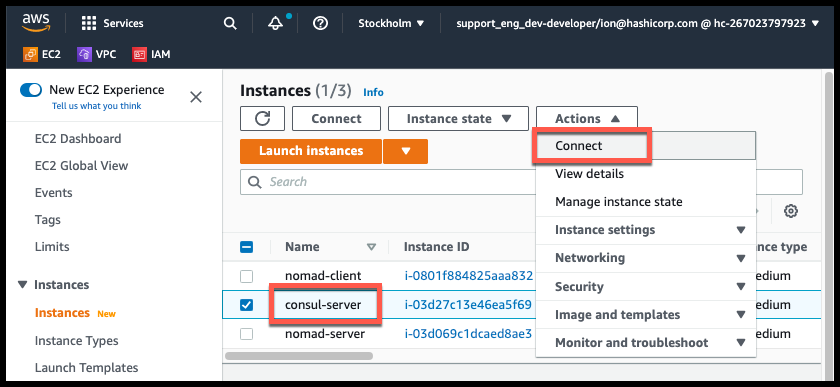 aws
Services
Stockholm
support_eng_dev-developer/ion@hashicorp.com @ hc-267023797923
EC2
VPC
IAM
New EC2 Experience
Tell us what you think
EC2 Dashboard
EC2 Global View
Events
Tags
Limits
Instances
Instances New
Instance Types
Launch Templates
Instances (1/3) Info
Connect
Instance state
Actions
Launch instances
Search
Connect
View details
Manage instance state
Instance settings
Networking
Security
Image and templates
Monitor and troubleshoot
Name
Instance ID
nce type
nomad-client
i-0801f884825aaa832
edium
consul-server
i-03d27c13e46ea5f69
edium
nomad-server
i-03d069c1dcaed8ae3
edium